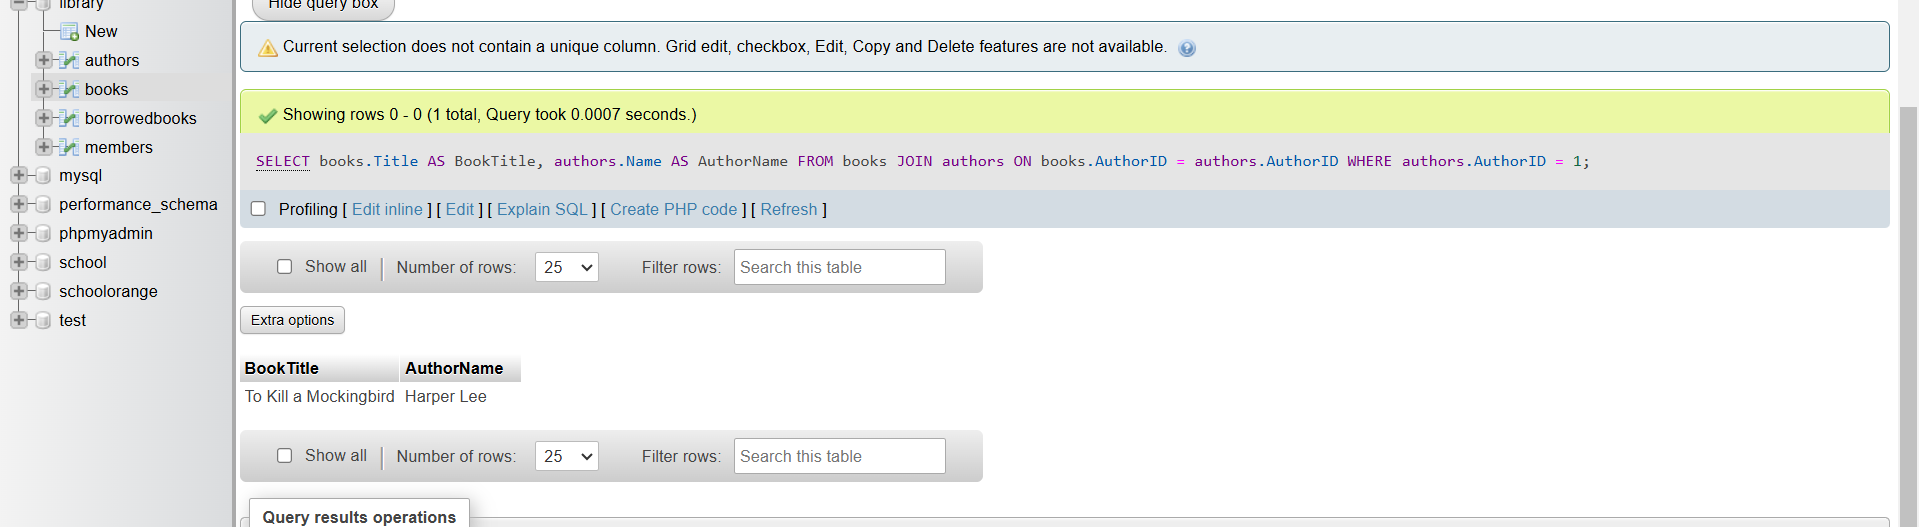 library
New
authors
books
borrowedbooks
members
mysql
performance_schema
phpmyadmin
school
schoolorange
test
Hide query box
Current selection does not contain a unique column. Grid edit, checkbox, Edit, Copy and Delete features are not available.
Showing rows 0 - 0 (1 total, Query took 0.0007 seconds.)
SELECT books.Title AS BookTitle, authors.Name AS AuthorName FROM books JOIN authors ON books.AuthorID = authors.AuthorID WHERE authors.AuthorID = 1;
Profiling [ Edit inline ] [ Edit ] [ Explain SQL ] [ Create PHP code ] [ Refresh ]
Show all | Number of rows: 25 Filter rows: Search this table
Extra options
BookTitle AuthorName
To Kill a Mockingbird Harper Lee
Show all | Number of rows: 25 Filter rows: Search this table
Query results operations